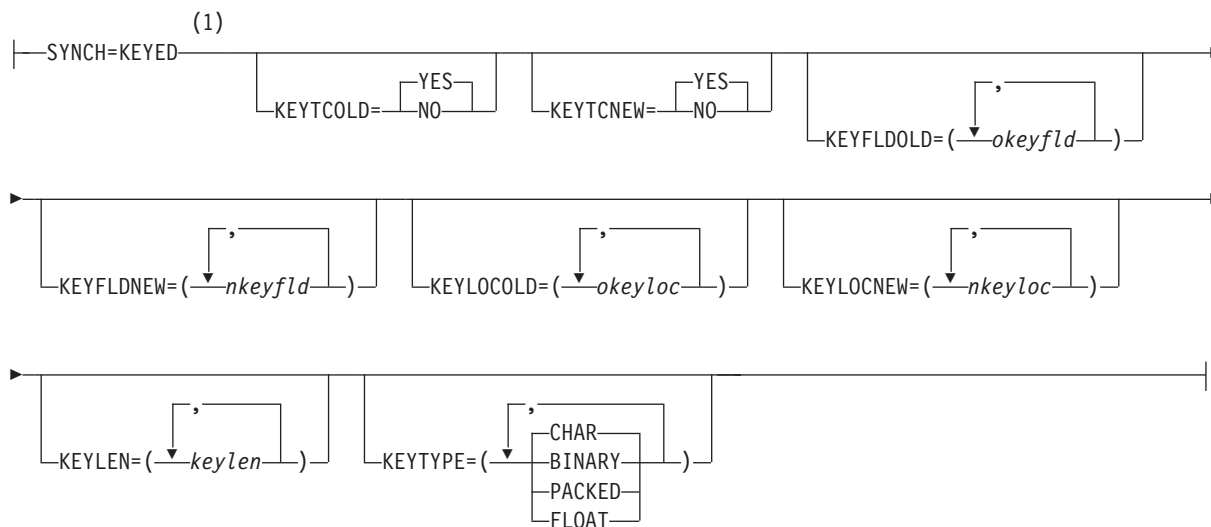 (1)
SYNCH=KEYED
YES
KEYTCOLD= NO
YES
KEYTCNEW= NO
,
KEYFLDOLD=( okeyfld )
,
KEYFLDNEW=( nkeyfld )
,
KEYLOCOLD=( okeyloc )
,
KEYLOCNEW=( nkeyloc )
,
KEYLEN=( keylen )
,
CHAR
KEYTYPE=( BINARY )
PACKED
FLOAT